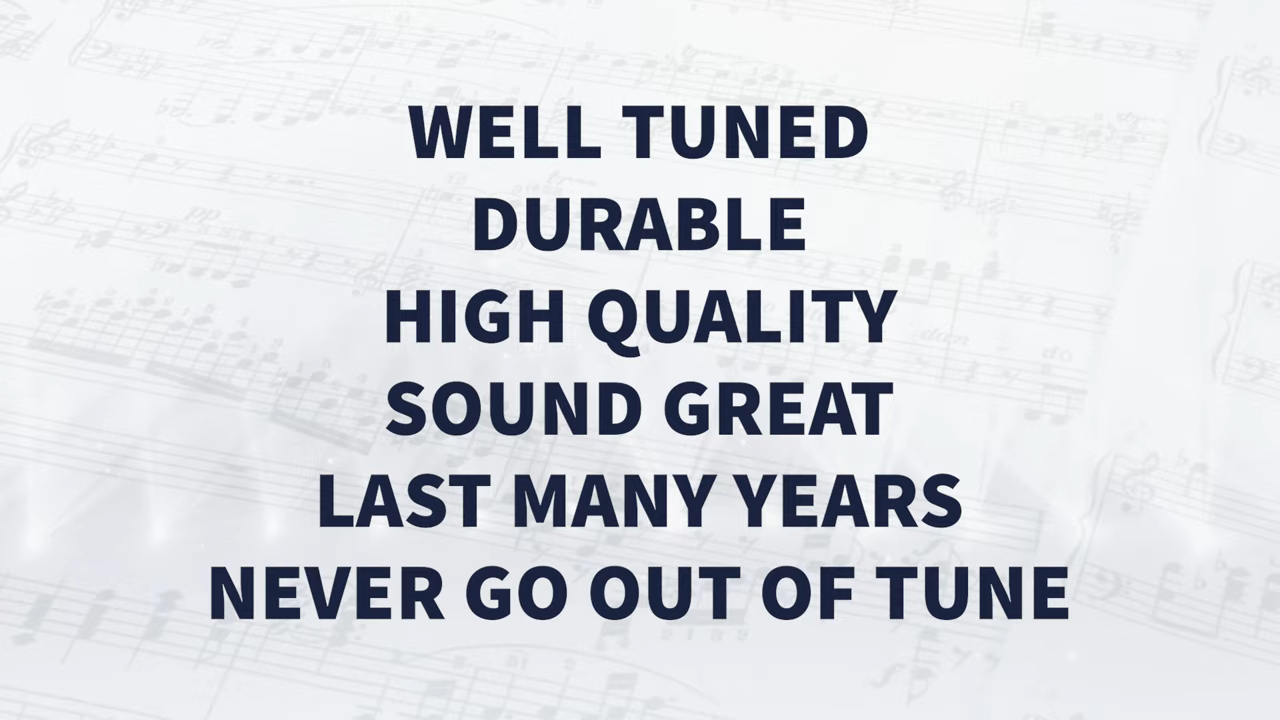 WELL TUNED
DURABLE
HIGH QUALITY
SOUND GREAT
LAST MANY YEARS
NEVER GO OUT OF TUNE